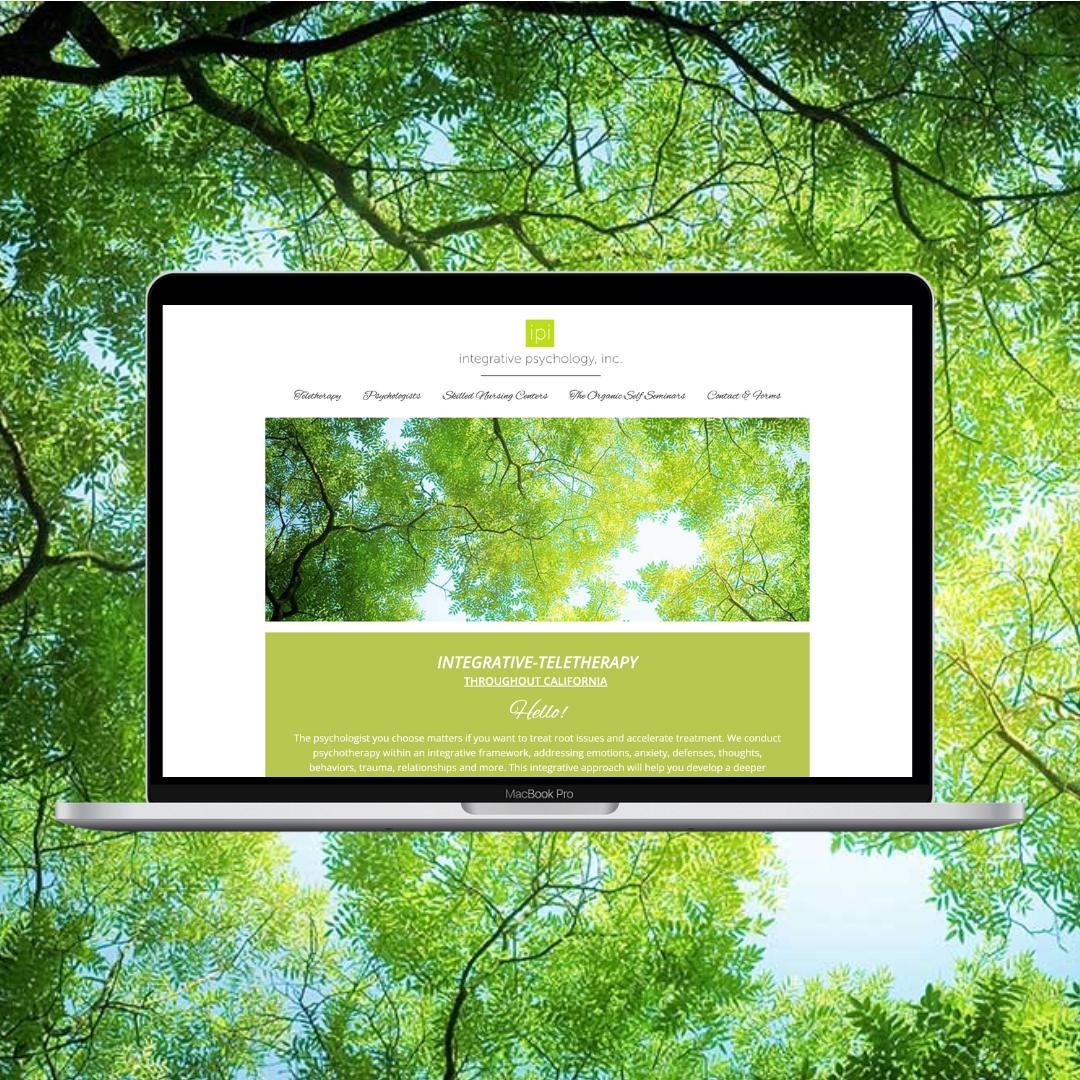 ipi
integrative psychology, inc.
Teletherapy Psychologists Skilled Nursing Centers The Organic Self Seminars Contact & Forms
INTEGRATIVE-TELETHERAPY
THROUGHOUT CALIFORNIA
Hello!
The psychologist you choose matters if you want to treat root issues and accelerate treatment. We conduct
psychotherapy within an integrative framework, addressing emotions, anxiety, defenses, thoughts,
behaviors, trauma, relationships and more. This integrative approach will help you develop a deeper
MacBook Pro